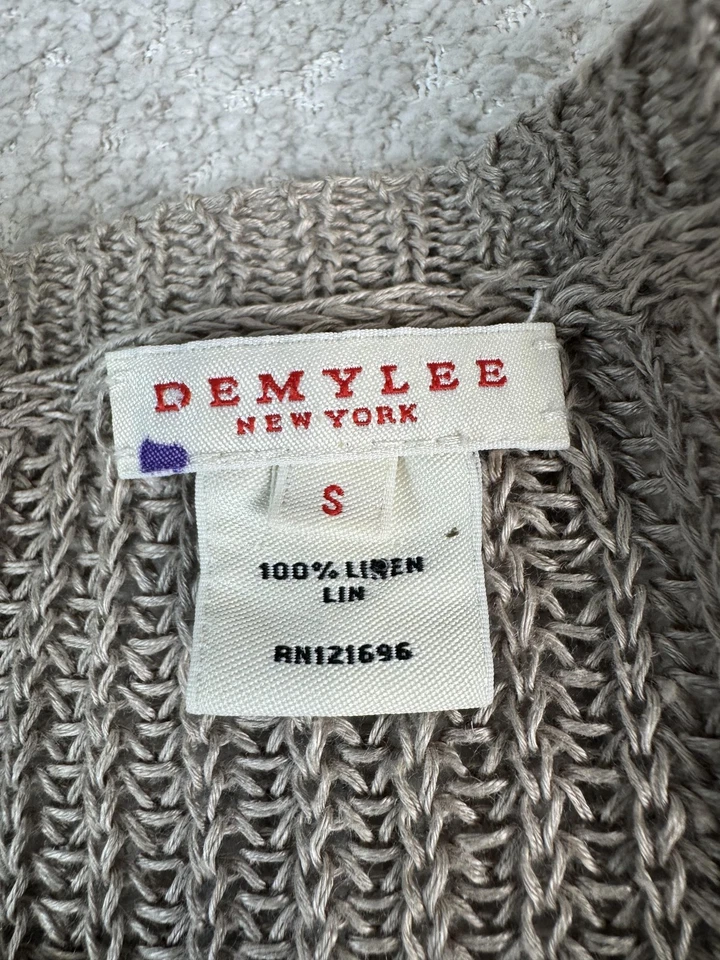 DEMYLEE
NEW YORK
S
100% LINEN
LIN
RN121696